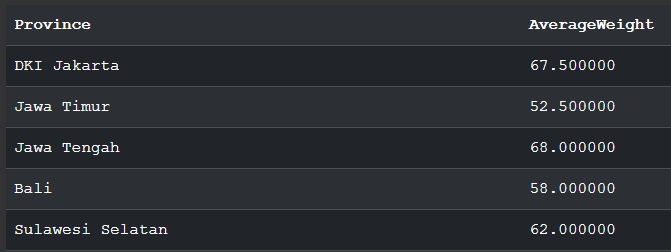 Province AverageWeight
DKI Jakarta 67.500000
Jawa Timur 52.500000
Jawa Tengah 68.000000
Bali 58.000000
Sulawesi Selatan 62.000000